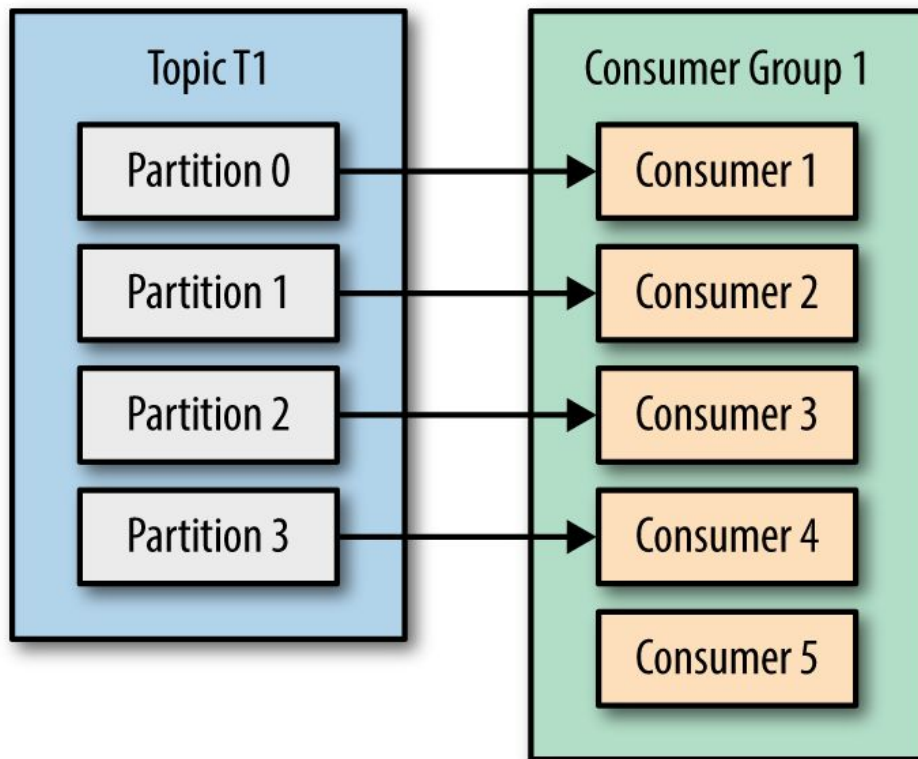 Topic T1
Partition 0
Partition 1
Partition 2
Partition 3
Consumer Group 1
Consumer 1
Consumer 2
Consumer 3
Consumer 4
Consumer 5